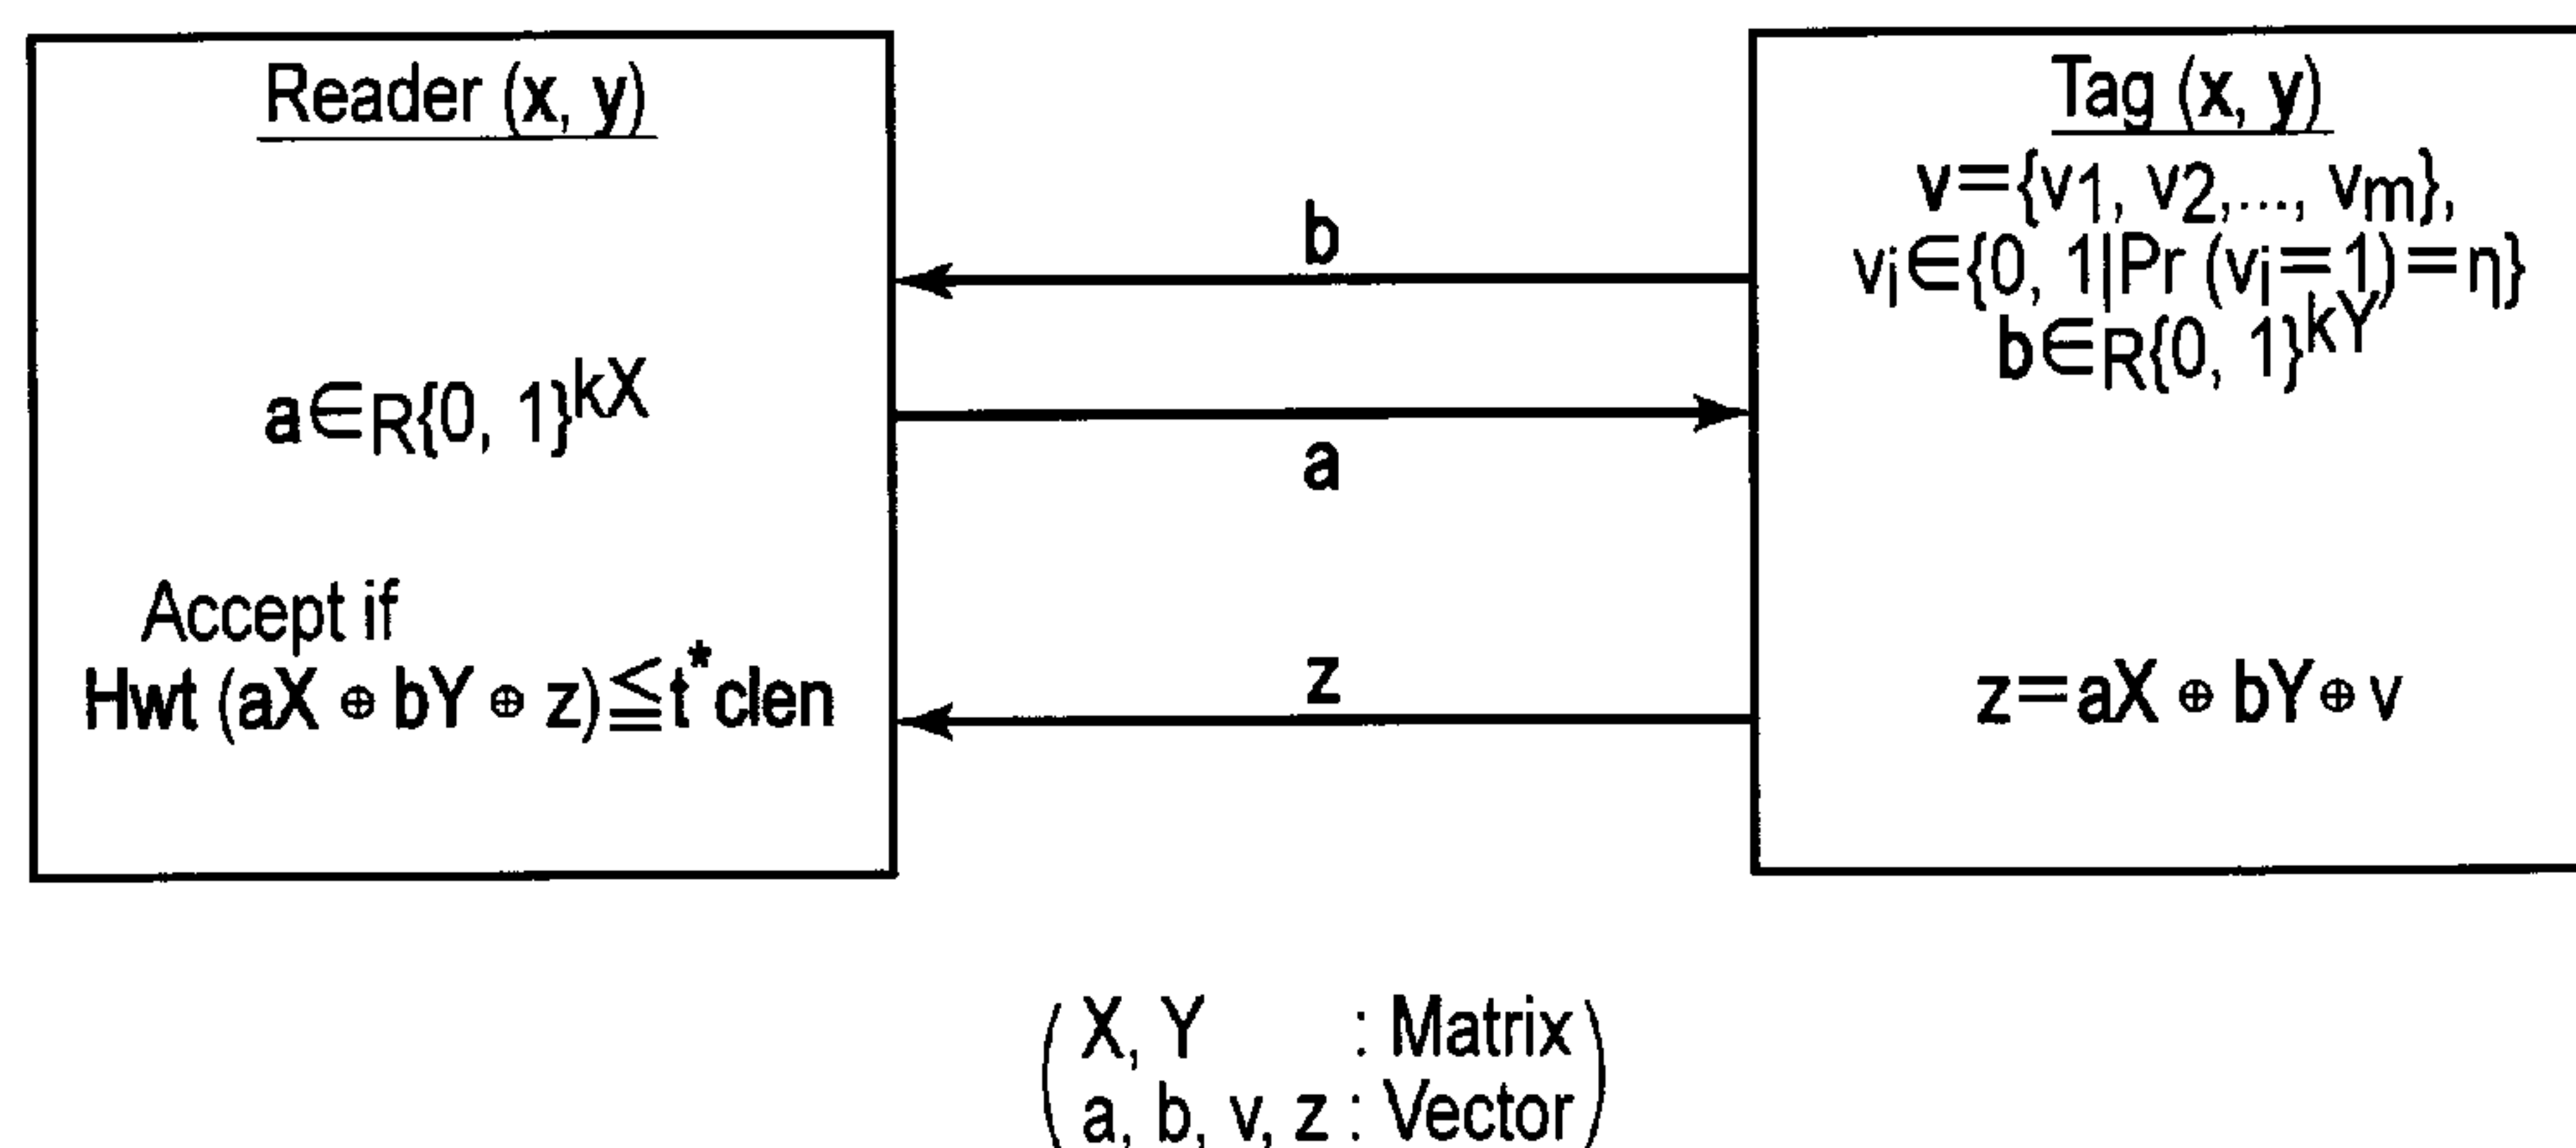 Reader (x, y)
a∈R{0, 1}kX
Accept if
Hwt (aX ⊕ bY ⊕ z)≦t*clen
b
a
z
Tag (x, y)
v={v1, v2,..., vm},
vi∈{0, 1|Pr (vi=1)=η}
b∈R{0, 1}kY
z=aX ⊕ bY⊕ v
X, Y : Matrix
a, b, v, z : Vector